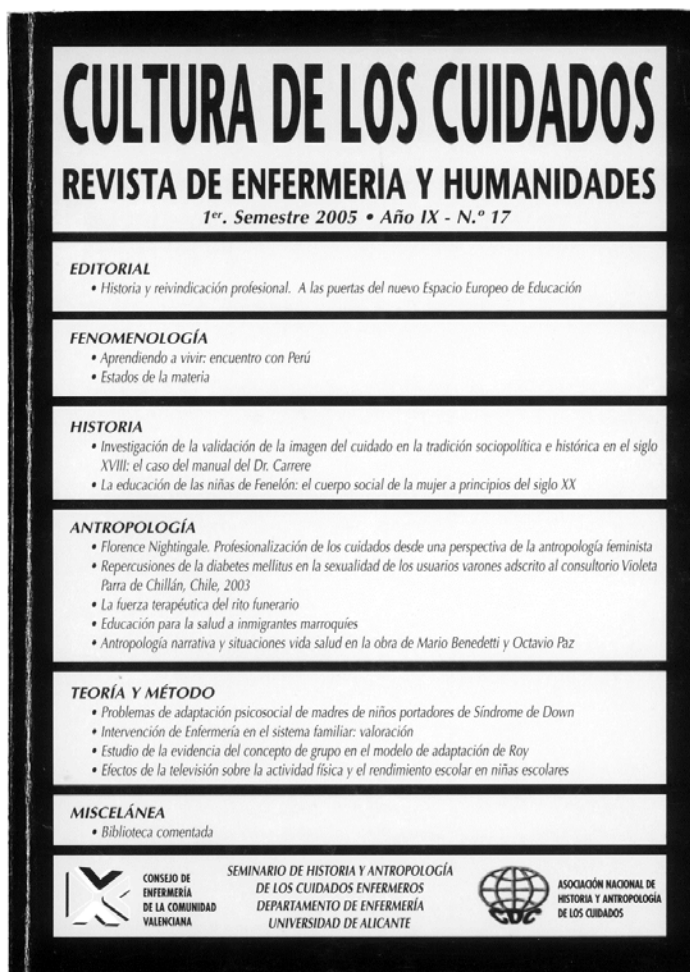 CULTURA DE LOS CUIDADOS
REVISTA DE ENFERMERIA Y HUMANIDADES
1er. Semestre 2005 • Año IX - N.º 17
EDITORIAL
• Historia y reivindicación profesional. A las puertas del nuevo Espacio Europeo de Educación
FENOMENOLOGÍA
• Aprendiendo a vivir: encuentro con Perú
• Estados de la materia
HISTORIA
• Investigación de la validación de la imagen del cuidado en la tradición sociopolítica e histórica en el siglo
XVIII: el caso del manual del Dr. Carrere
• La educación de las niñas de Fenelón: el cuerpo social de la mujer a principios del siglo XX
ANTROPOLOGÍA
• Florence Nightingale. Profesionalización de los cuidados desde una perspectiva de la antropología feminista
• Repercusiones de la diabetes mellitus en la sexualidad de los usuarios varones adscrito al consultorio Violeta
Parra de Chillán, Chile, 2003
• La fuerza terapéutica del rito funerario
• Educación para la salud a inmigrantes marroquíes
• Antropología narrativa y situaciones vida salud en la obra de Mario Benedetti y Octavio Paz
TEORÍA Y MÉTODO
• Problemas de adaptación psicosocial de madres de niños portadores de Síndrome de Down
• Intervención de Enfermería en el sistema familiar: valoración
• Estudio de la evidencia del concepto de grupo en el modelo de adaptación de Roy
• Efectos de la televisión sobre la actividad física y el rendimiento escolar en niñas escolares
MISCELÁNEA
• Biblioteca comentada
CONSEJO DE
ENFERMERÍA
DE LA COMUNIDAD
VALENCIANA
SEMINARIO DE HISTORIA Y ANTROPOLOGÍA
DE LOS CUIDADOS ENFERMEROS
DEPARTAMENTO DE ENFERMERÍA
UNIVERSIDAD DE ALICANTE
CDC
ASOCIACIÓN NACIONAL DE
HISTORIA Y ANTROPOLOGÍA
DE LOS CUIDADOS